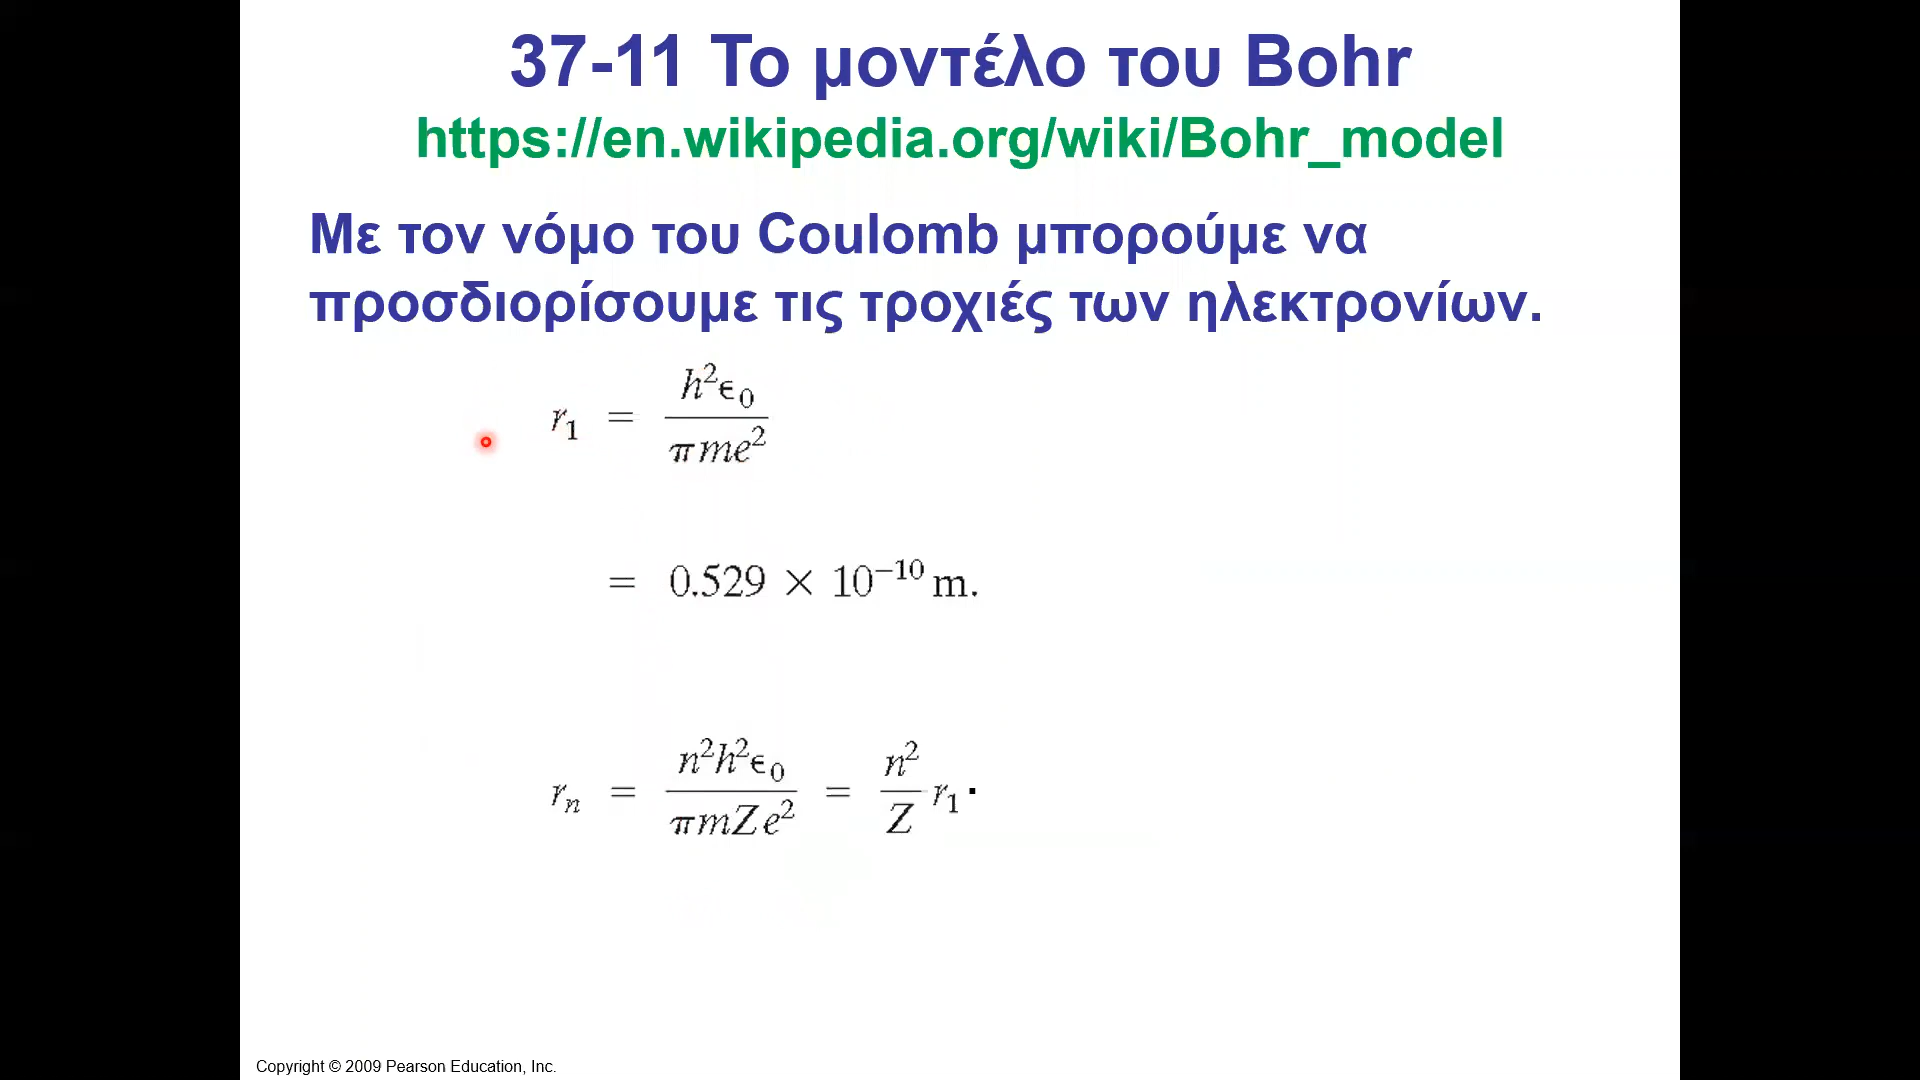 37-11 Το μοντέλο του Bohr
https://en.wikipedia.org/wiki/Bohr_model
Με τον νόμο του Coulomb μπορούμε να
προσδιορίσουμε τις τροχιές των ηλεκτρονίων.
r₁ = h²ϵ₀ / πme²
= 0.529 × 10⁻¹⁰ m.
rₙ = n²h²ϵ₀ / πmZe² = n² / Z r₁.
Copyright © 2009 Pearson Education, Inc.